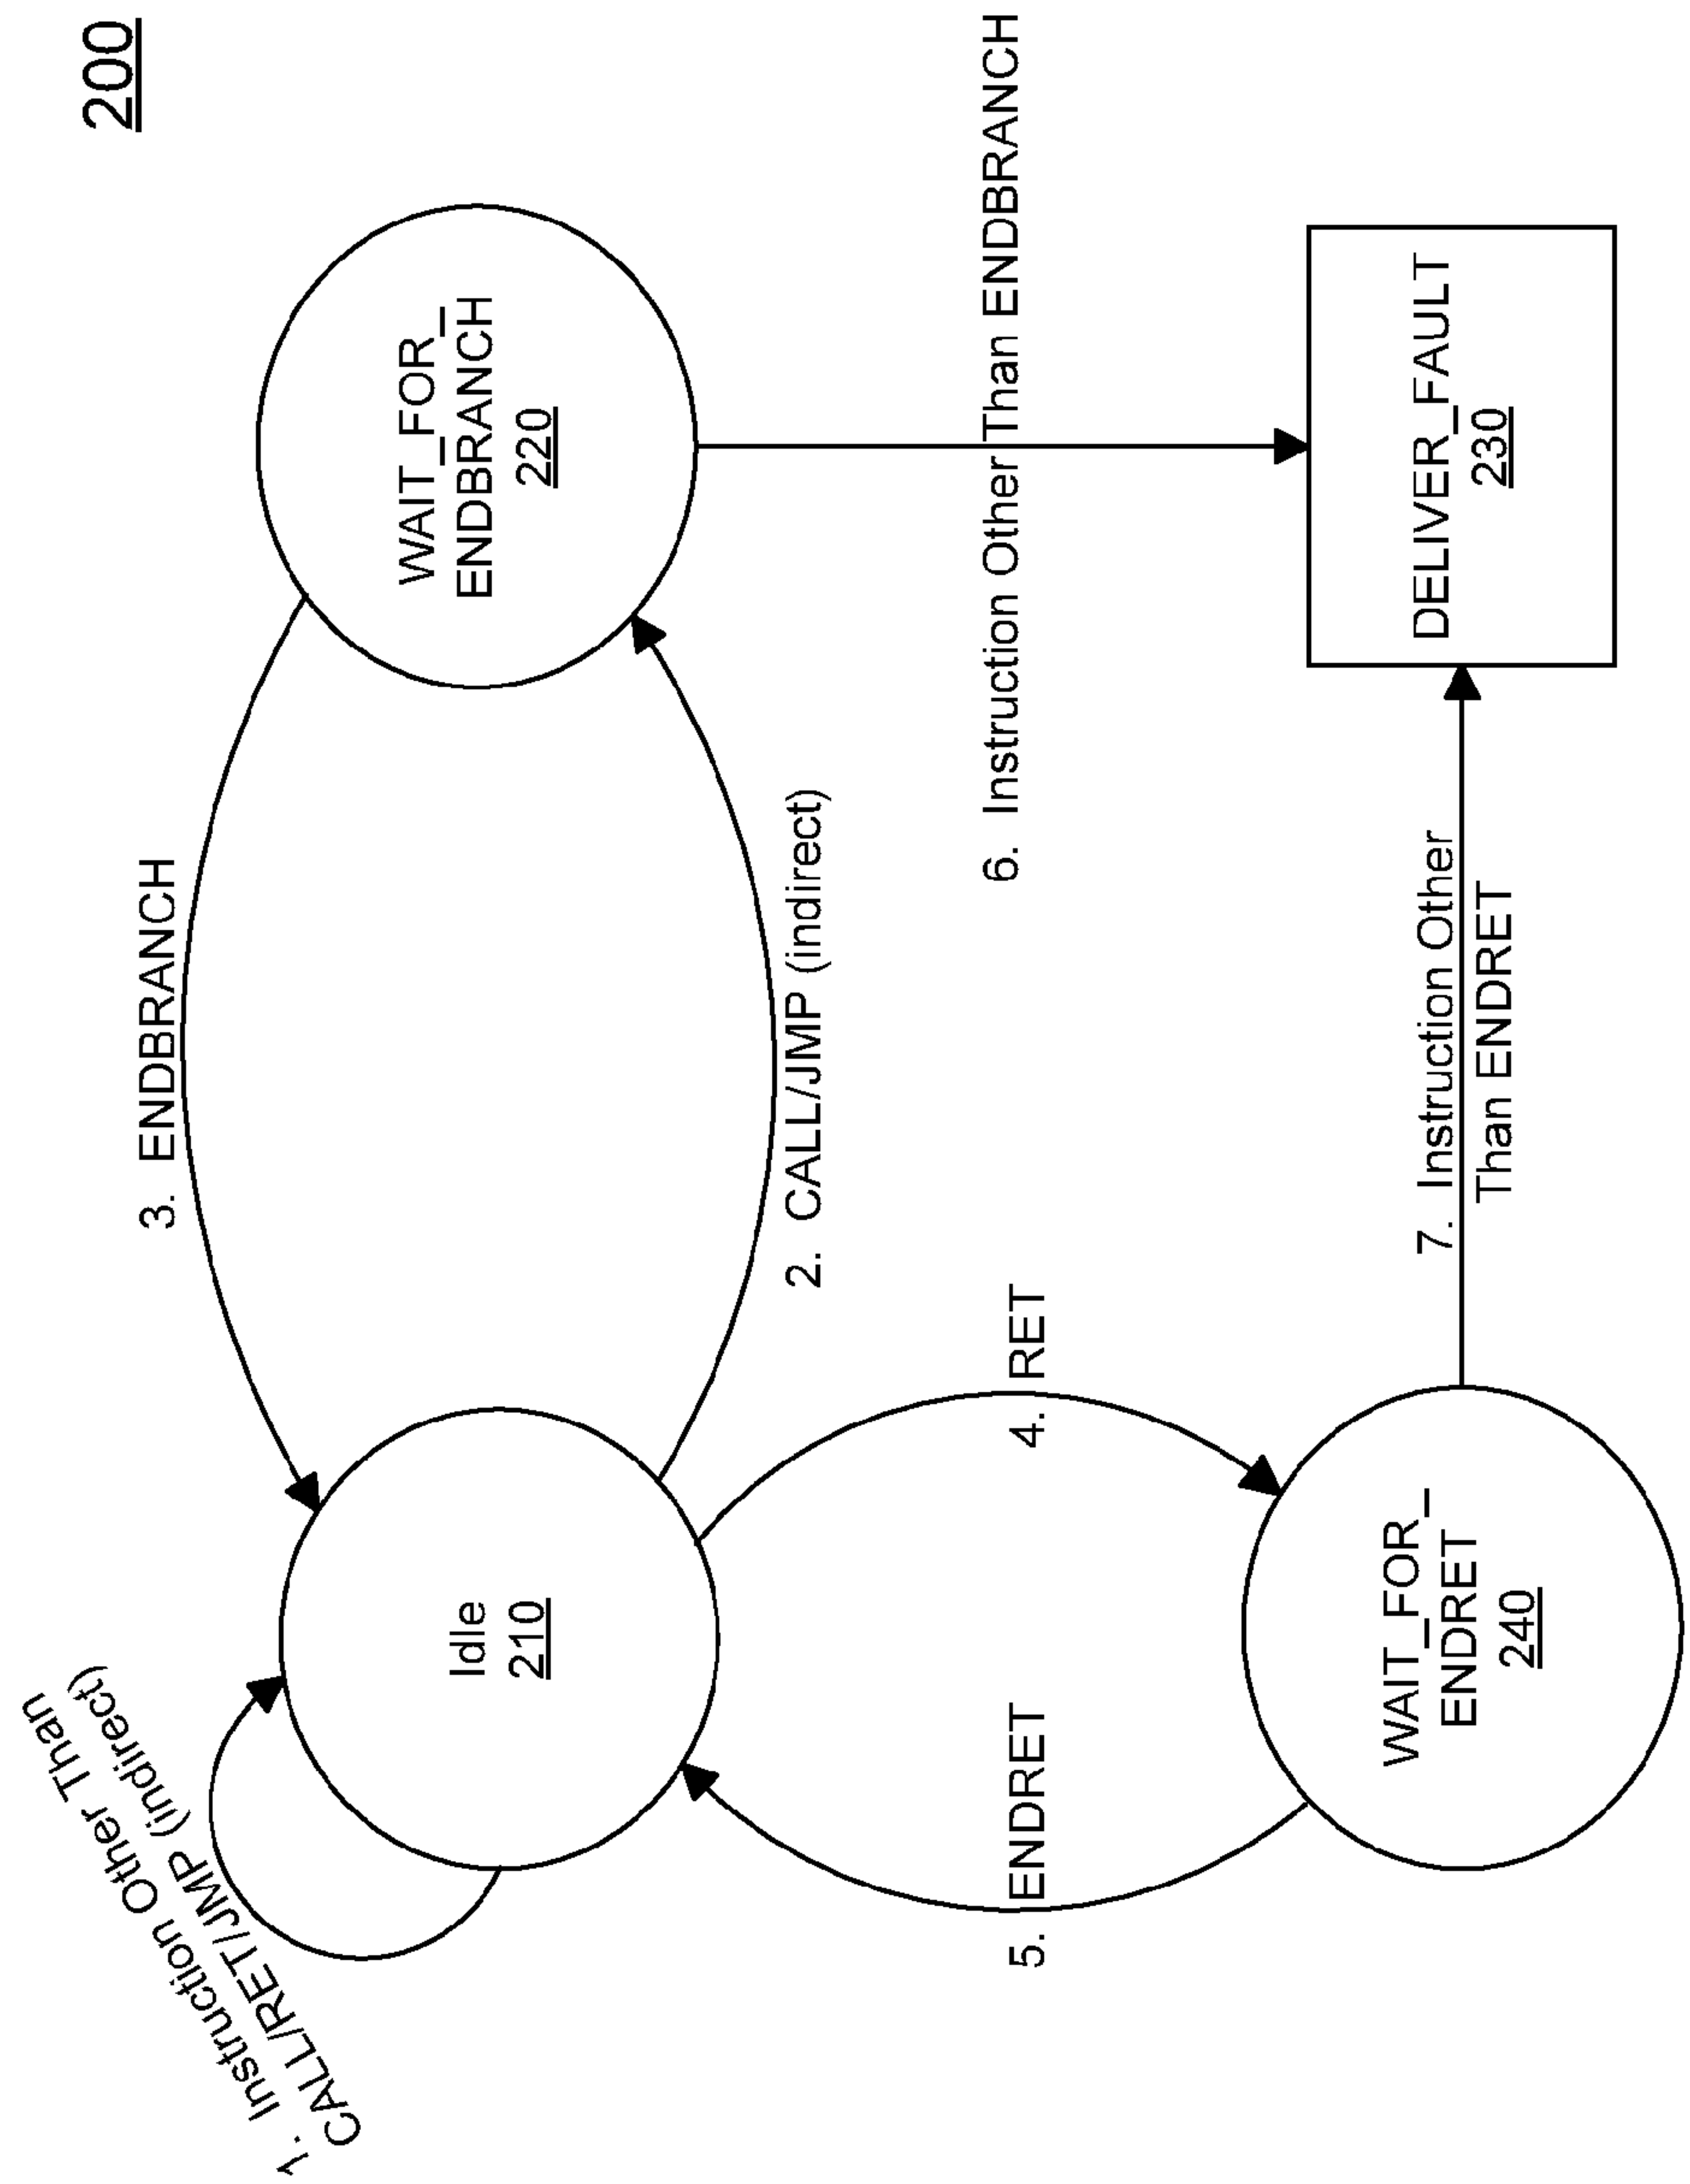 200
1. Instruction Other Than
CALL/RET/JMP (indirect)
3. ENDBRANCH
Idle
210
WAIT_FOR_
ENDBRANCH
220
2. CALL/JMP (indirect)
5. ENDRET
4. RET
6. Instruction Other Than ENDBRANCH
WAIT_FOR_
ENDRET
240
7. Instruction Other
Than ENDRET
DELIVER_FAULT
230